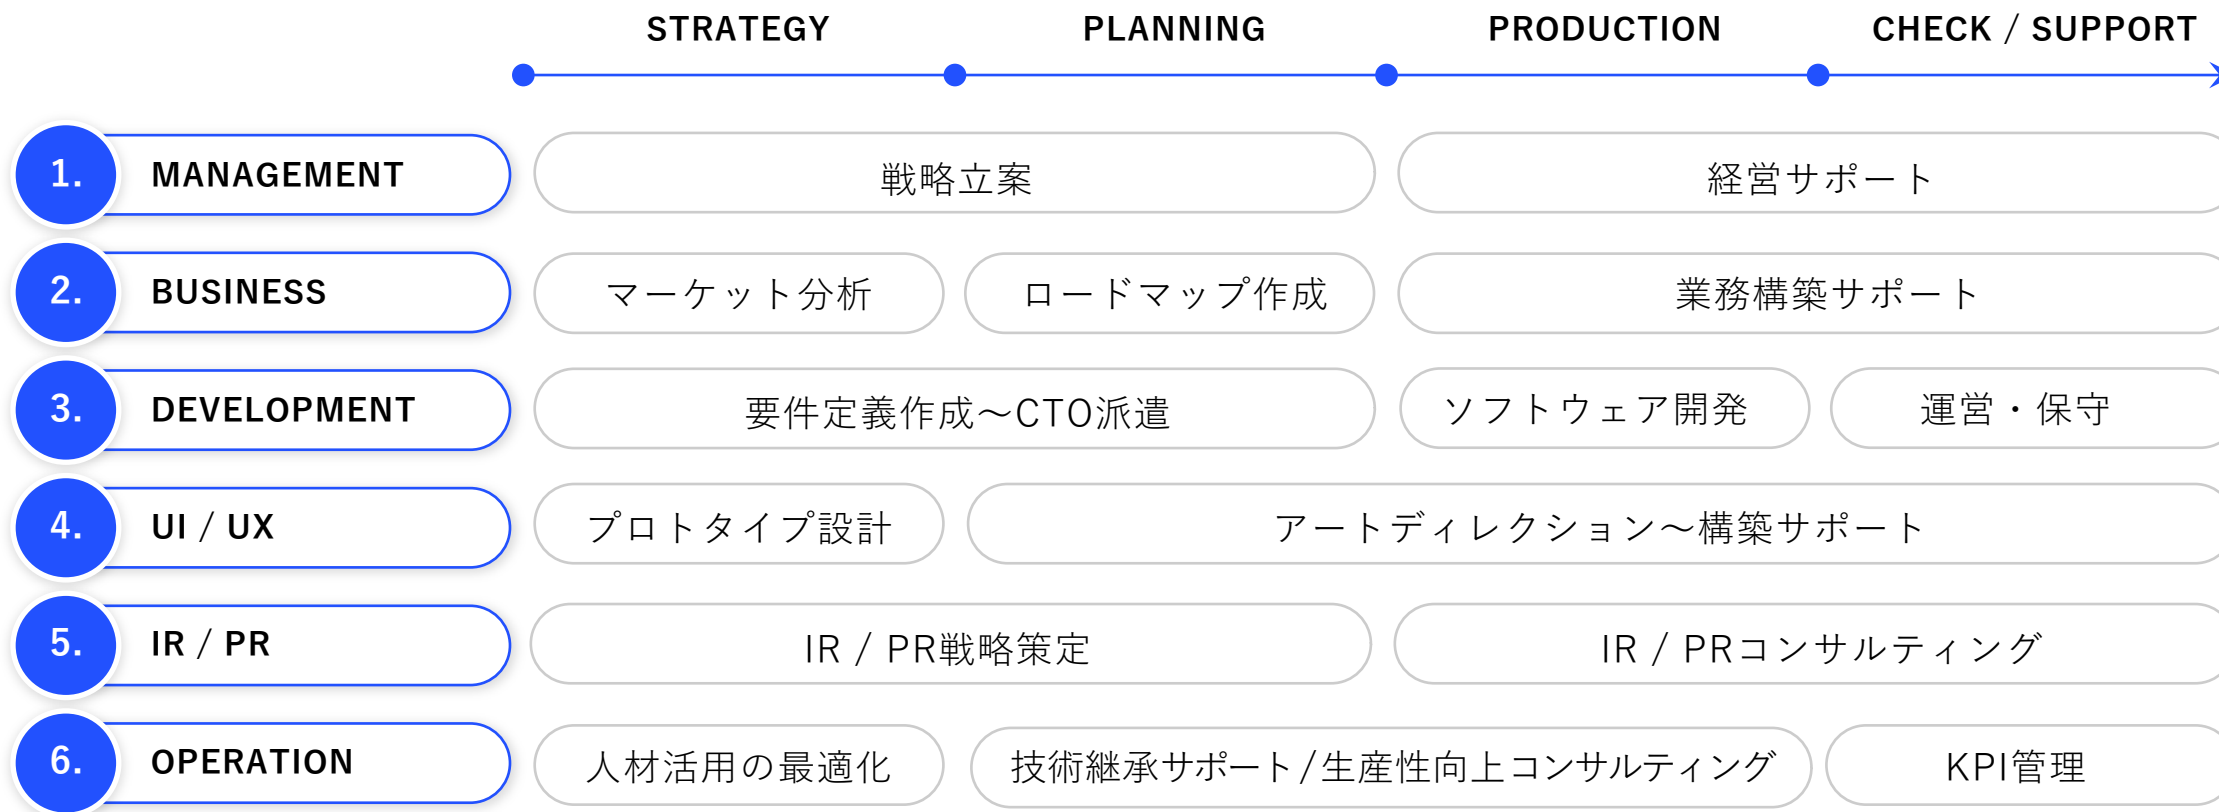 STRATEGY PLANNING PRODUCTION CHECK / SUPPORT
1. MANAGEMENT 戦略立案 経営サポート
2. BUSINESS マーケット分析 ロードマップ作成 業務構築サポート
3. DEVELOPMENT 要件定義作成〜CTO派遣 ソフトウェア開発 運営・保守
4. UI / UX プロトタイプ設計 アートディレクション〜構築サポート
5. IR / PR IR / PR戦略策定 IR / PRコンサルティング
6. OPERATION 人材活用の最適化 技術継承サポート/生産性向上コンサルティング KPI管理